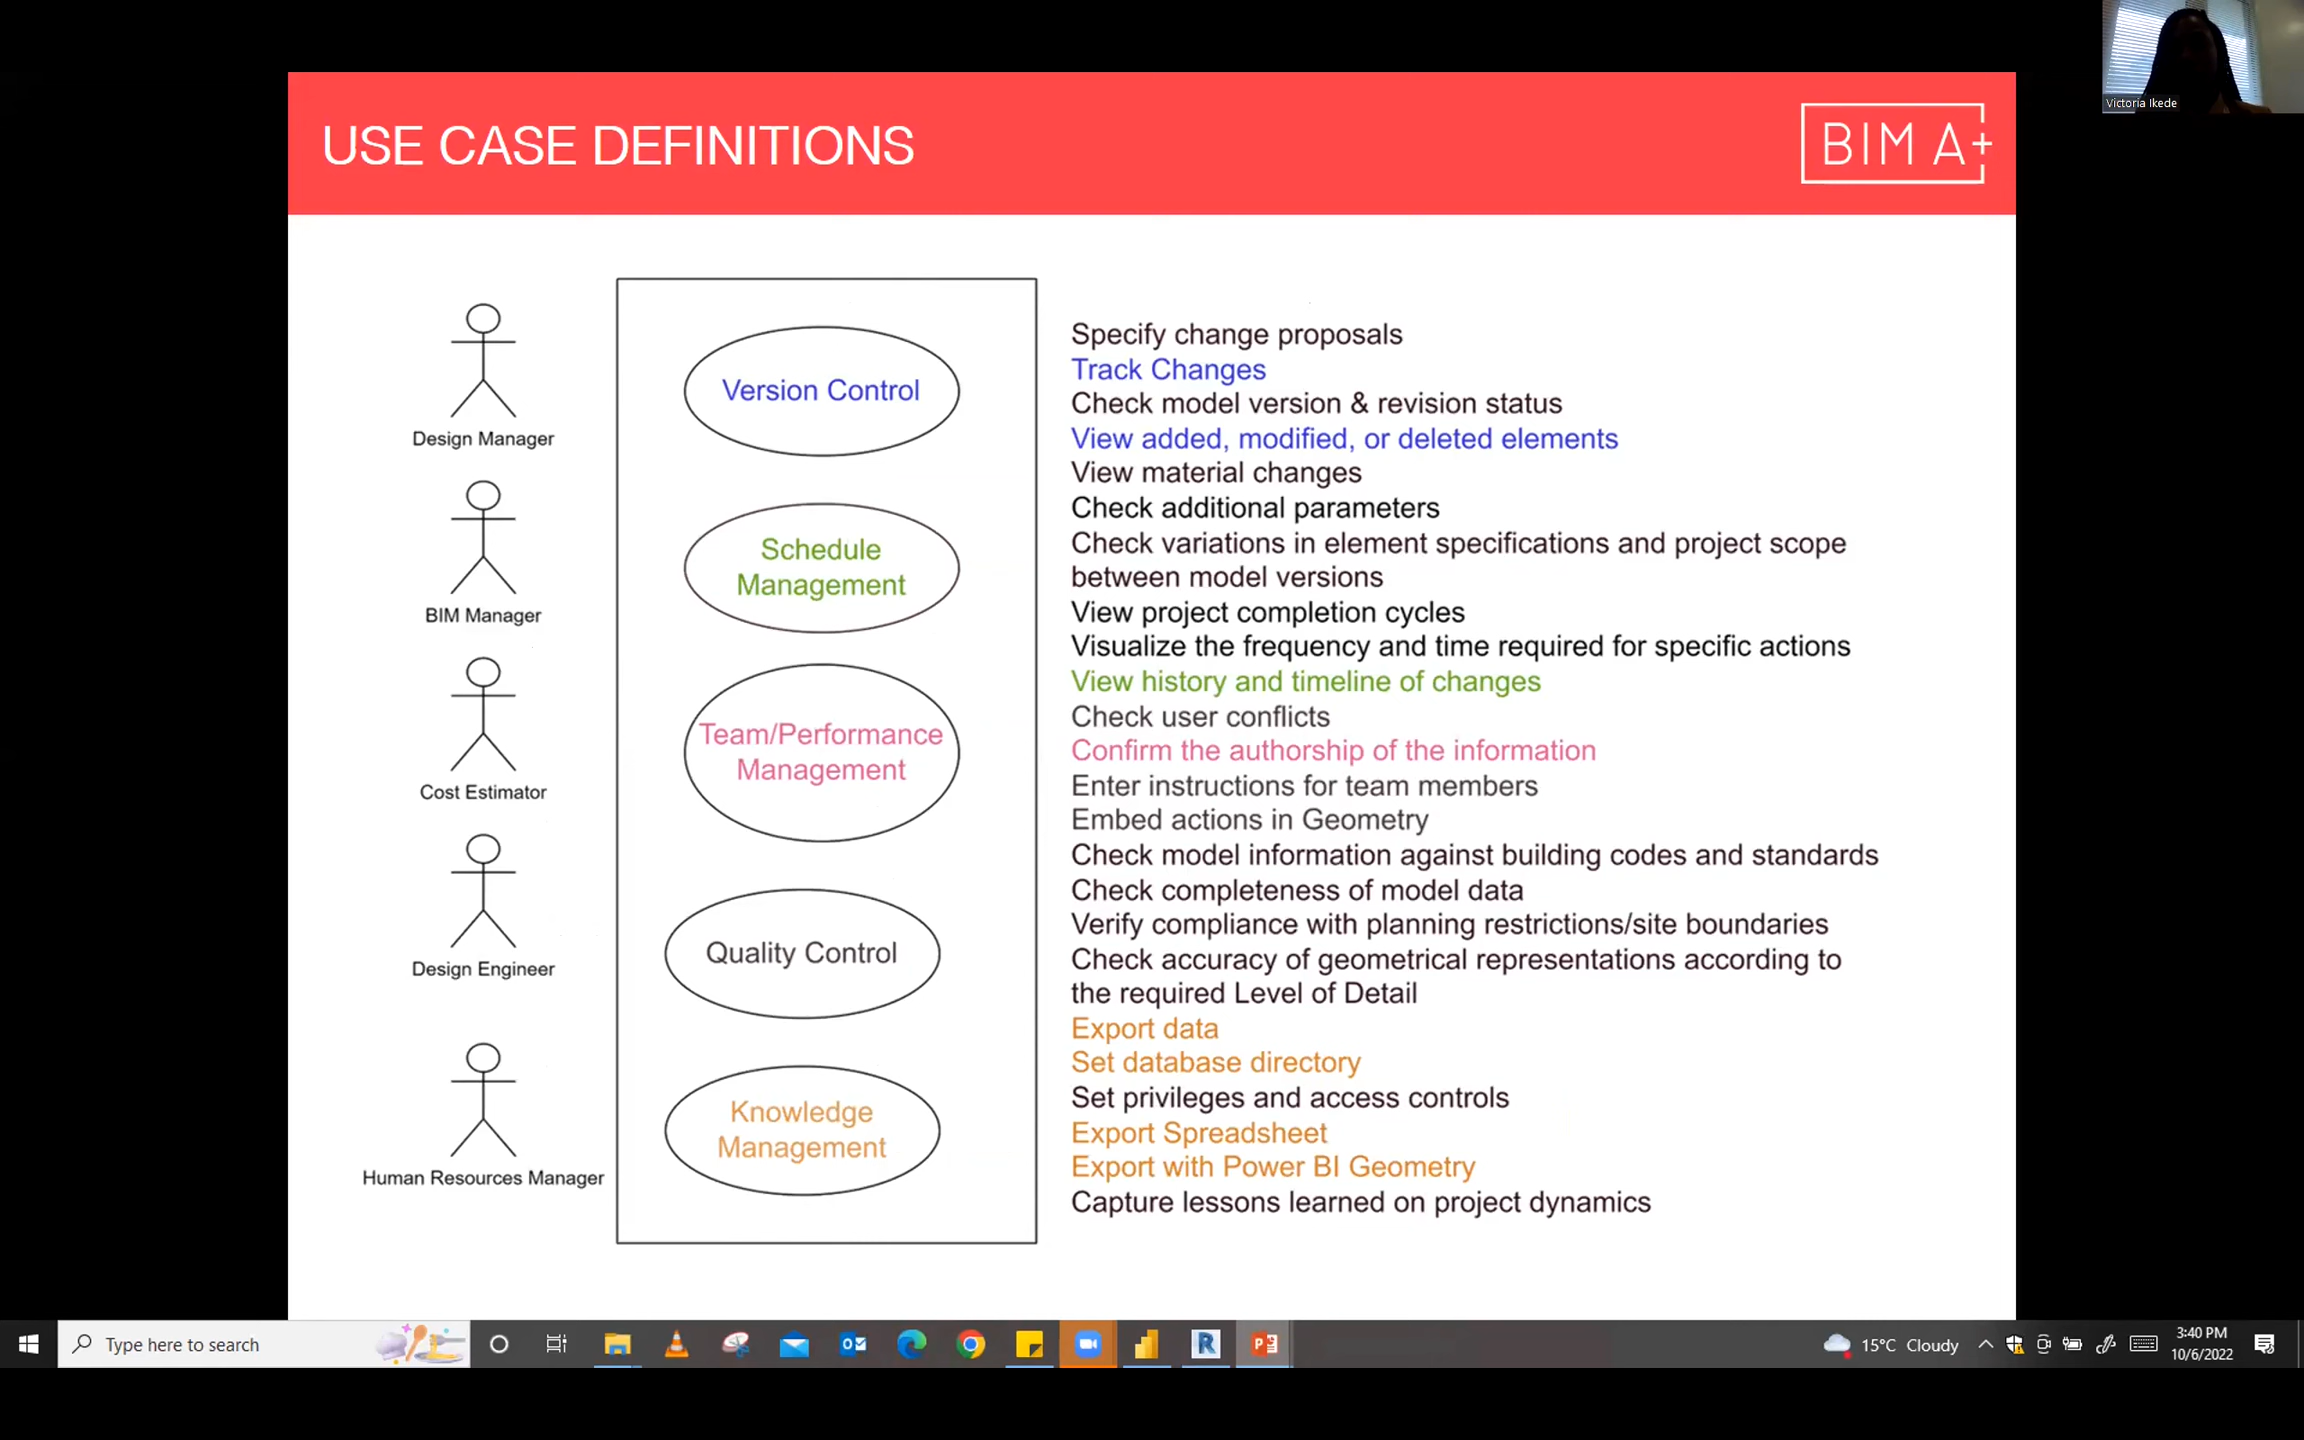 Victoria Ikede
USE CASE DEFINITIONS
BIM A+
Design Manager
BIM Manager
Cost Estimator
Design Engineer
Human Resources Manager
Version Control
Schedule
Management
Team/Performance
Management
Quality Control
Knowledge
Management
Specify change proposals
Track Changes
Check model version & revision status
View added, modified, or deleted elements
View material changes
Check additional parameters
Check variations in element specifications and project scope
between model versions
View project completion cycles
Visualize the frequency and time required for specific actions
View history and timeline of changes
Check user conflicts
Confirm the authorship of the information
Enter instructions for team members
Embed actions in Geometry
Check model information against building codes and standards
Check completeness of model data
Verify compliance with planning restrictions/site boundaries
Check accuracy of geometrical representations according to
the required Level of Detail
Export data
Set database directory
Set privileges and access controls
Export Spreadsheet
Export with Power BI Geometry
Capture lessons learned on project dynamics
Type here to search
15°C Cloudy
3:40 PM
10/6/2022